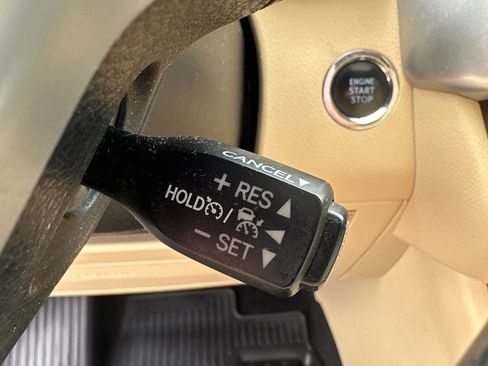 CANCEL
+ RES
HOLD /
− SET
ENGINE
START
STOP